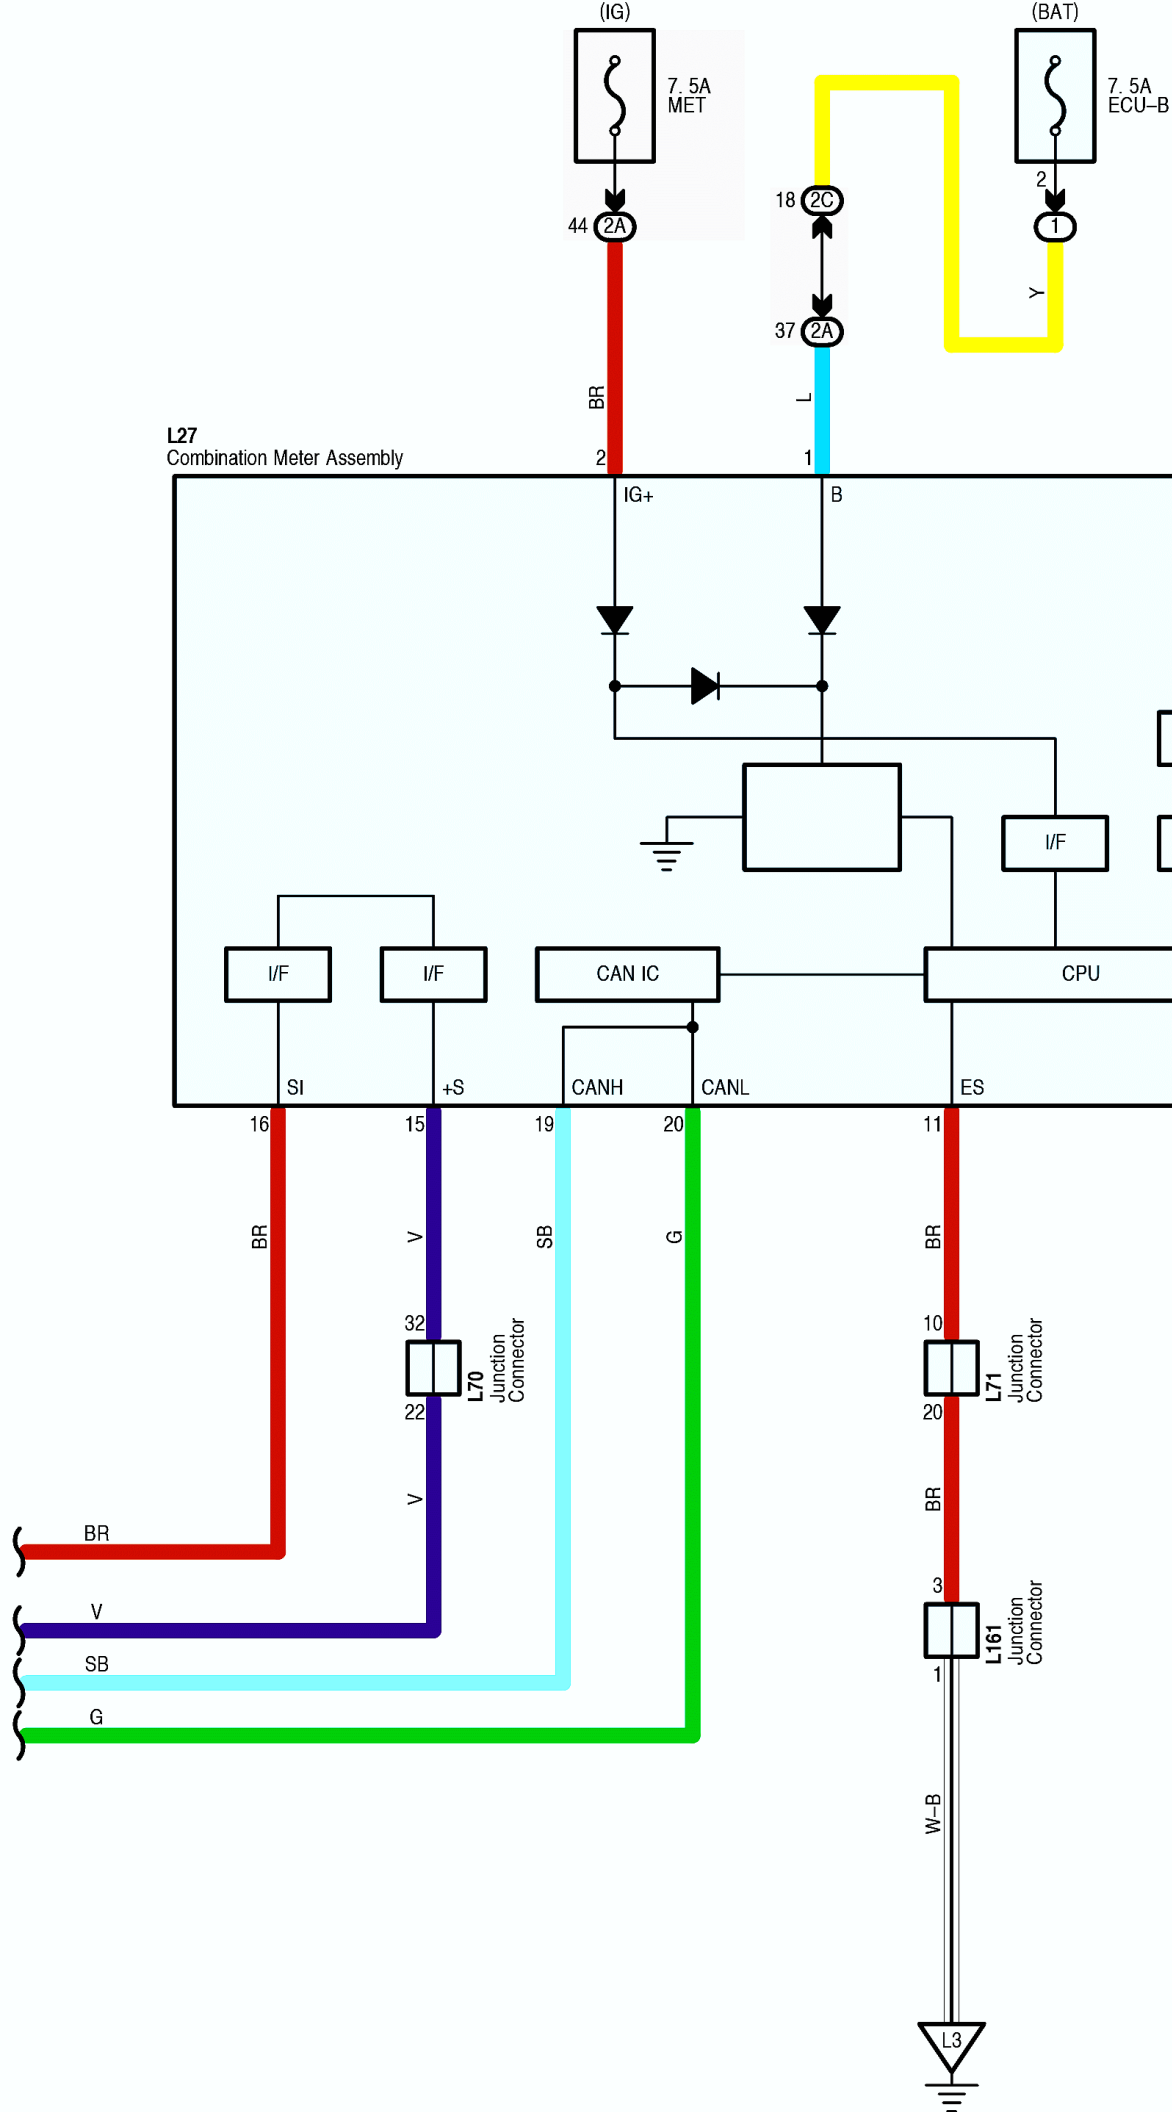 (IG)
(BAT)
7. 5A
MET
7. 5A
ECU–B
2
18
2C
44
2A
1
Y
37
2A
BR
L
L27
Combination Meter Assembly
2
1
IG+
B
I/F
I/F
I/F
CAN IC
CPU
SI
+S
CANH
CANL
ES
16
15
19
20
11
BR
V
SB
G
BR
32
10
L70
Junction
Connector
L71
Junction
Connector
22
20
V
BR
BR
3
V
L161
Junction
Connector
SB
1
G
W–B
L3